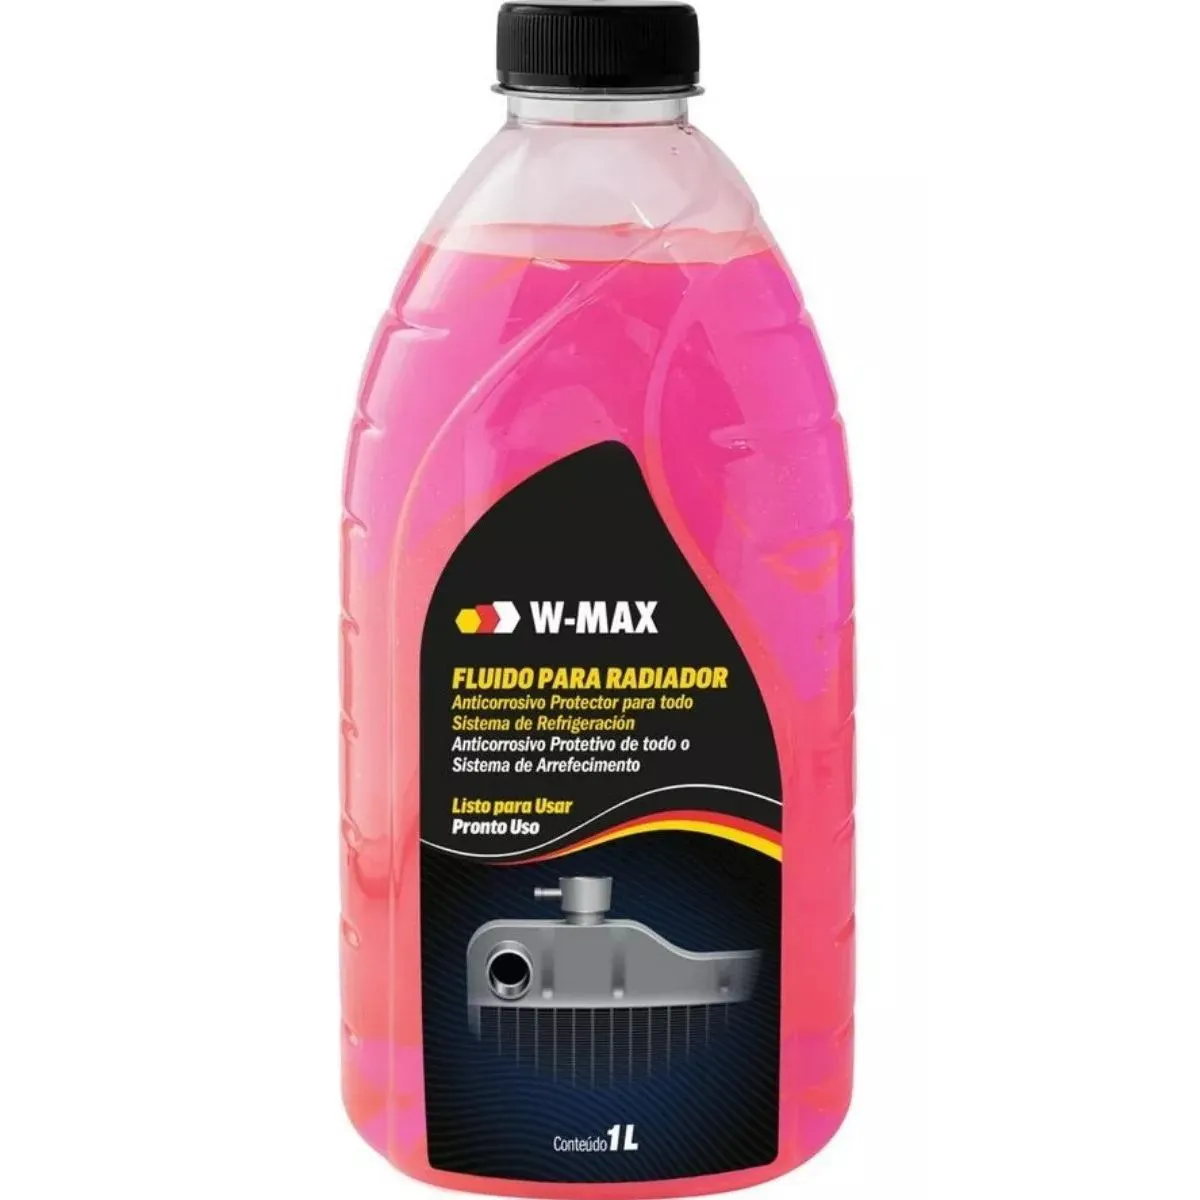 W-MAX
FLUIDO PARA RADIADOR
Anticorrosivo Protector para todo
Sistema de Refrigeración
Anticorrosivo Protetivo de todo o
Sistema de Arrefecimento
Listo para Usar
Pronto Uso
Conteúdo 1L